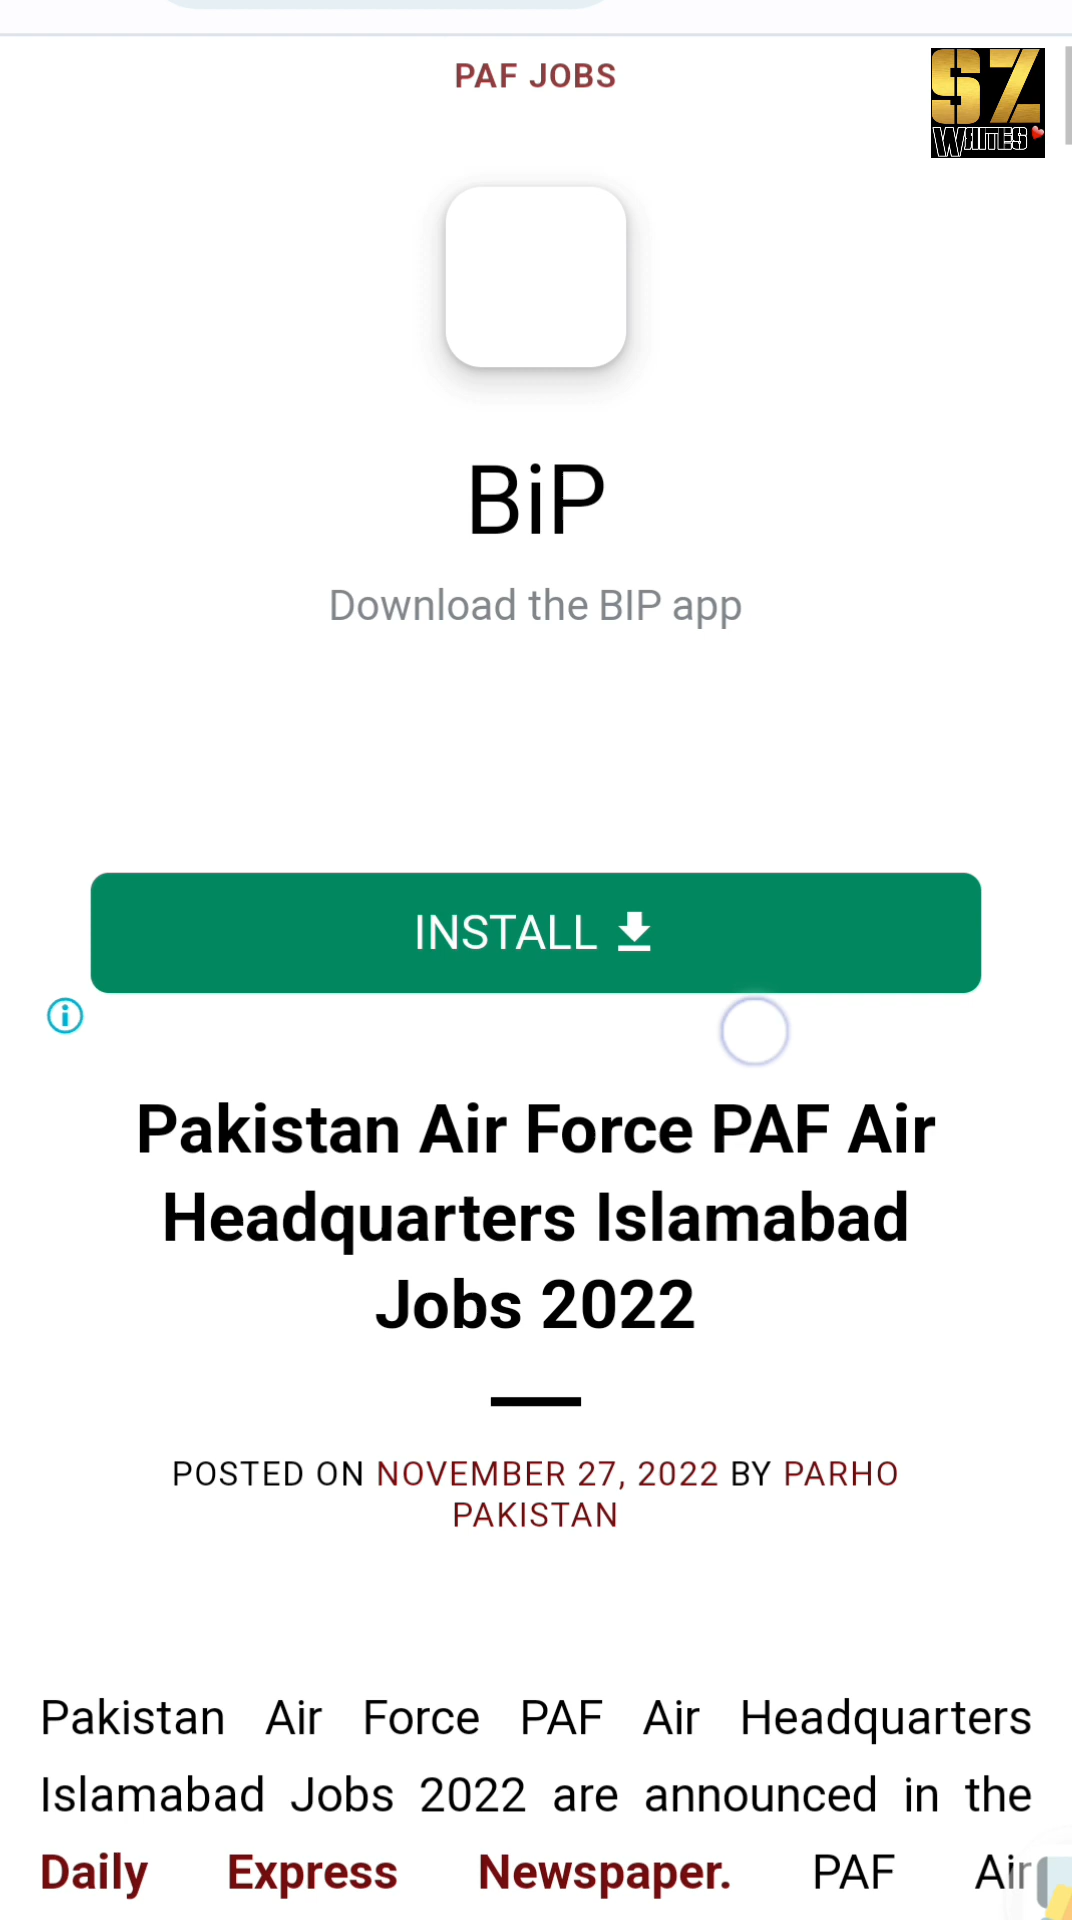 PAF JOBS
SZ
WRITES
BiP
Download the BIP app
INSTALL
Pakistan Air Force PAF Air
Headquarters Islamabad
Jobs 2022
POSTED ON NOVEMBER 27, 2022 BY PARHO
PAKISTAN
Pakistan Air Force PAF Air Headquarters
Islamabad Jobs 2022 are announced in the
Daily Express Newspaper. PAF Air